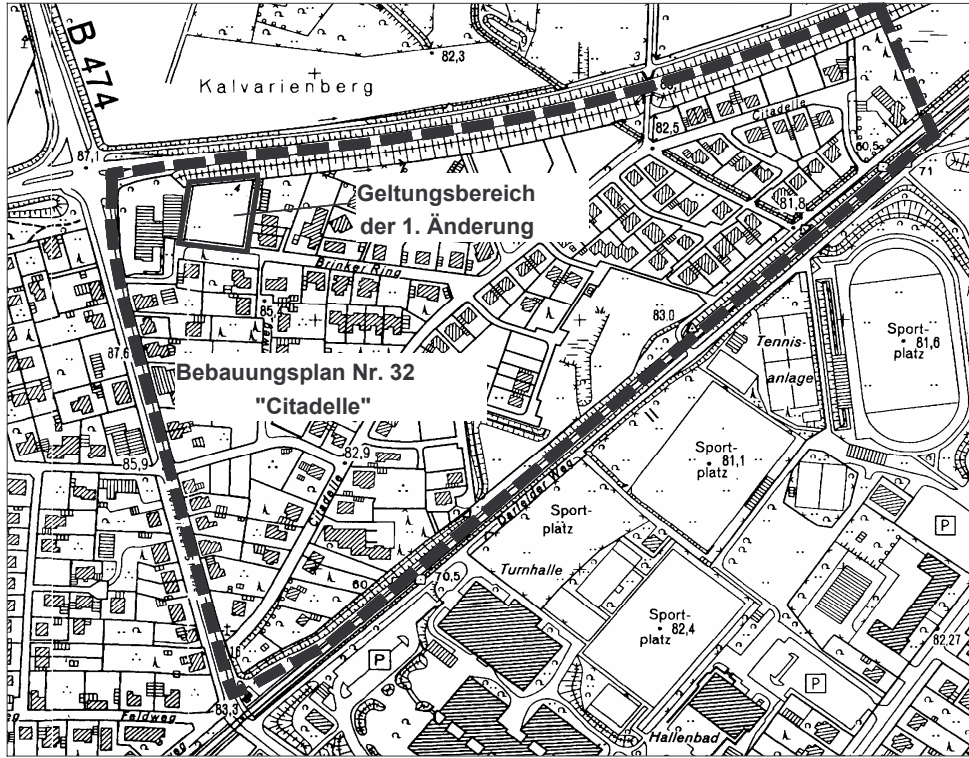 B 474
82,3
3
Kalvarienberg
82,5
Citadelle
87,1
60,5
71
Geltungsbereich
der 1. Änderung
81,8
Brinker Ring
85,
weg
83,0
Sport-
platz
81,6
Tennis-
anlage
87,6
Bebauungsplan Nr. 32
"Citadelle"
Sport-
platz
81,1
85,9
82,9
Citadelle
Darfelder Weg
Sport-
platz
P
Turnhalle
60
70,5
Sport-
platz
82,4
82,27
P
P
83,3
Feldweg
Hallenbad